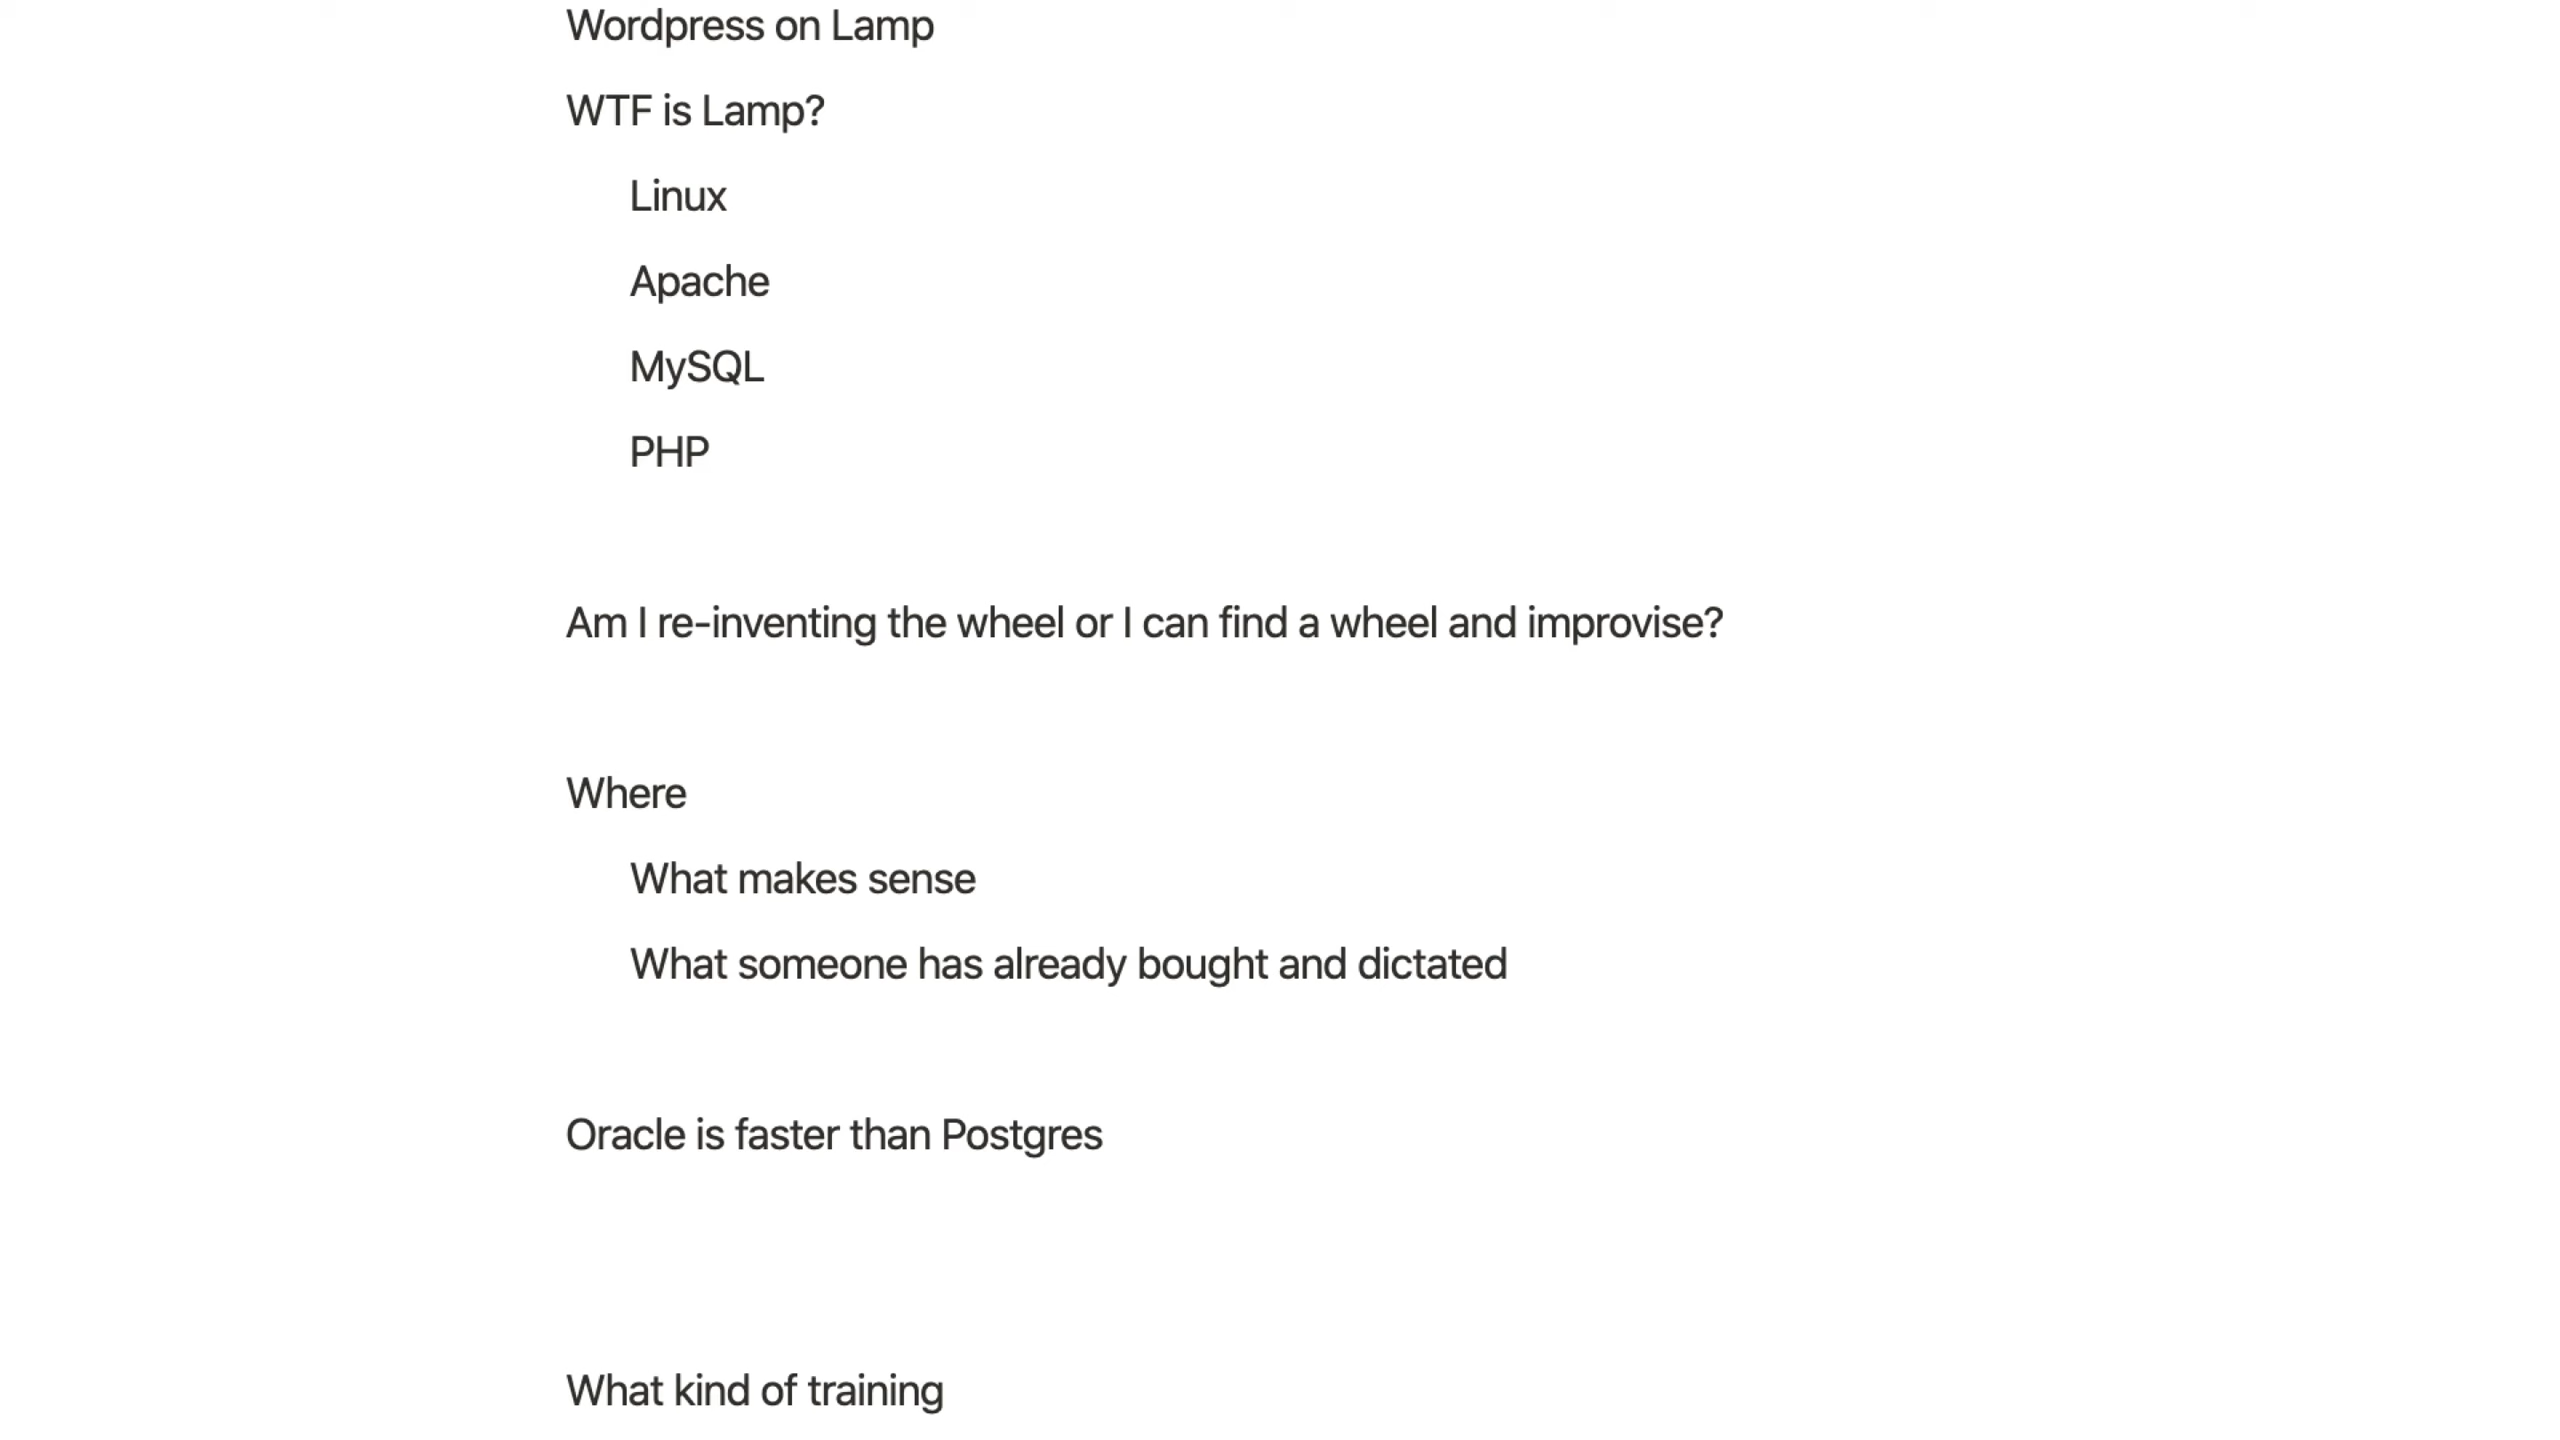 Wordpress on Lamp
WTF is Lamp?
Linux
Apache
MySQL
PHP
Am I re-inventing the wheel or I can find a wheel and improvise?
Where
What makes sense
What someone has already bought and dictated
Oracle is faster than Postgres
What kind of training